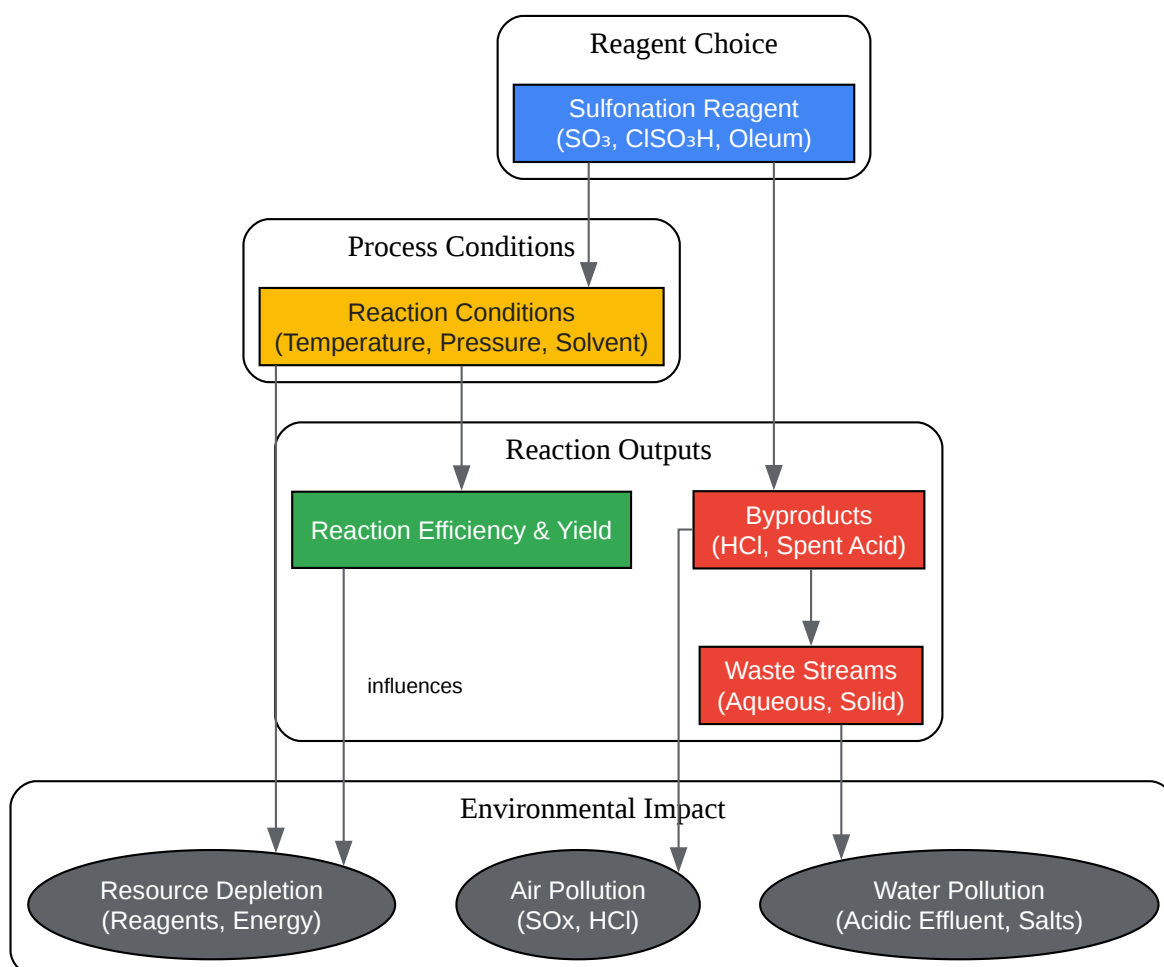 Reagent Choice
Sulfonation Reagent
(SO₃, ClSO₃H, Oleum)
Process Conditions
Reaction Conditions
(Temperature, Pressure, Solvent)
Reaction Outputs
Reaction Efficiency & Yield
Byproducts
(HCl, Spent Acid)
Waste Streams
(Aqueous, Solid)
influences
Environmental Impact
Resource Depletion
(Reagents, Energy)
Air Pollution
(SOx, HCl)
Water Pollution
(Acidic Effluent, Salts)